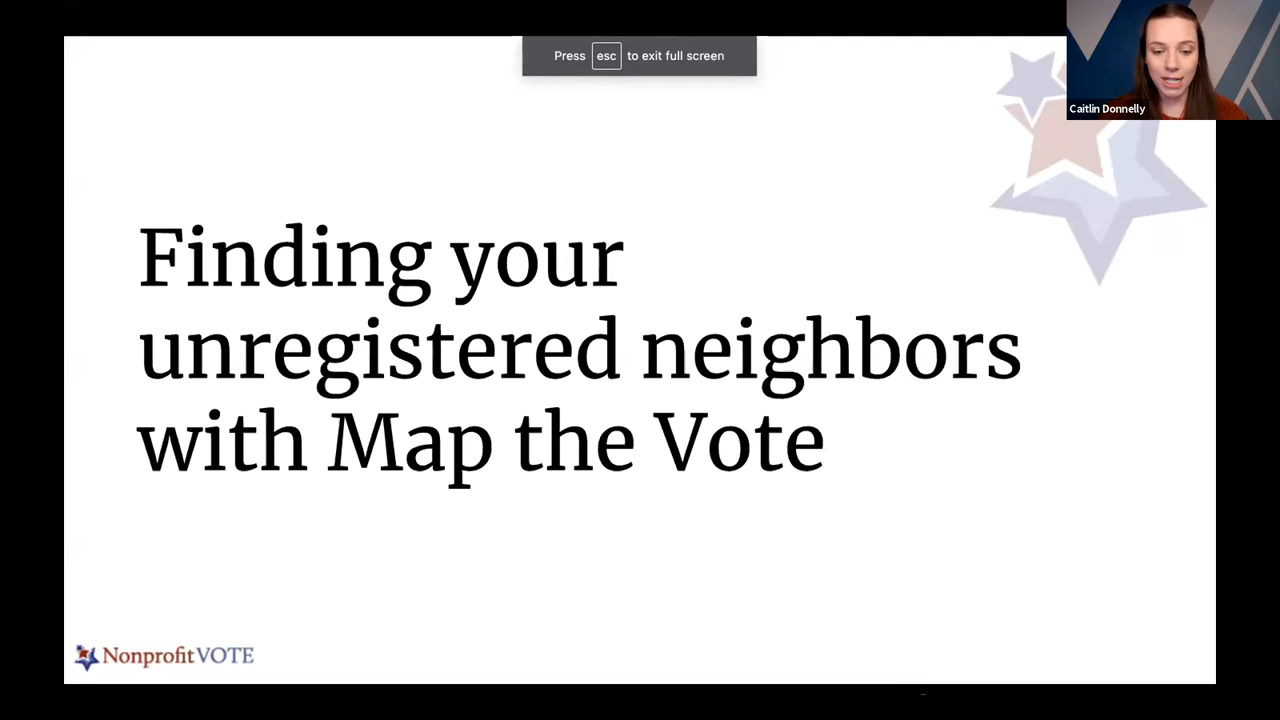 Press esc to exit full screen
Caitlin Donnelly
Finding your
unregistered neighbors
with Map the Vote
NonprofitVOTE